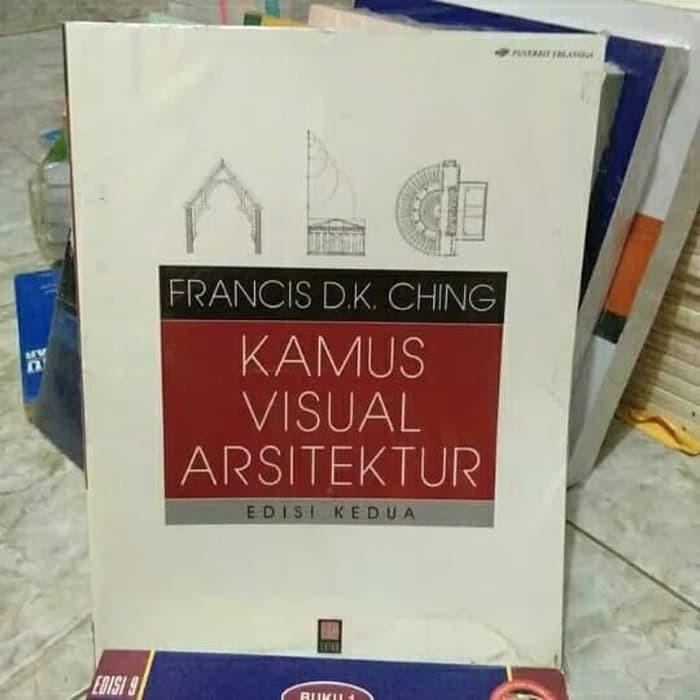 PENERBIT ERLANGGA
FRANCIS D.K. CHING
KAMUS
VISUAL
ARSITEKTUR
EDISI KEDUA
EDISI 9
BUKU 1